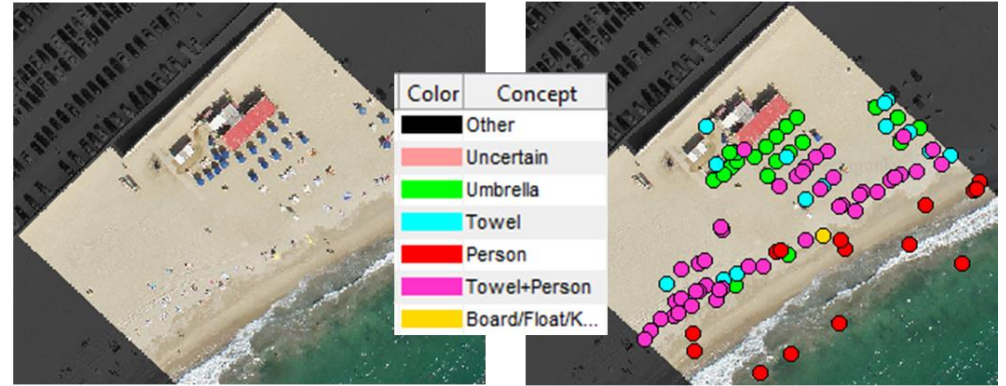 Color Concept
Other
Uncertain
Umbrella
Towel
Person
Towel+Person
Board/Float/K...